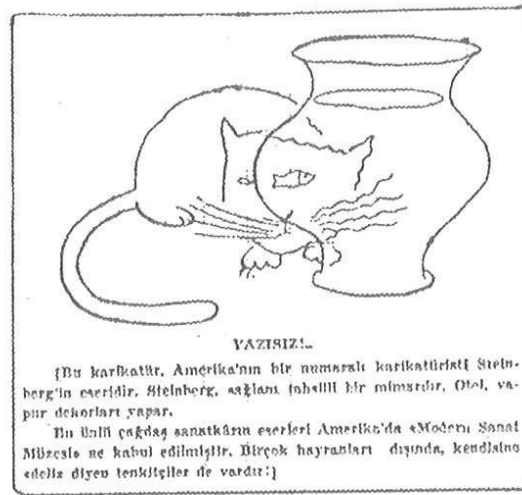 YAZISIZ!..
[Bu karikatür, Amerika'nın bir numaralı karikatüristi Stein-
berg'in eseridir. Steinberg, sağlam tahsilli bir mimardır. Otel, va-
pur dekorları yapar.
Bu ünlü çağdaş sanatkârın eserleri Amerika'da «Modern Sanat
Müzesi» ne kabul edilmiştir. Birçok hayranları dışında, kendisine
«deli» diyen tenkitçiler de vardır!]